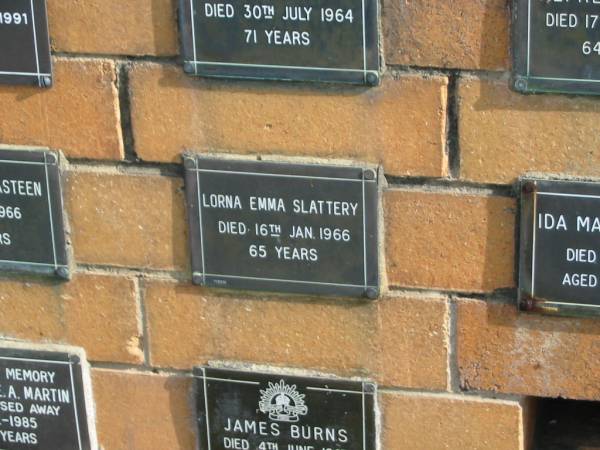 1991
DIED 30TH JULY 1964
71 YEARS
DIED 17
64
ASTEEN
966
RS
LORNA EMMA SLATTERY
DIED 16TH JAN. 1966
65 YEARS
IDA MA
DIED
AGED
MEMORY
E.A. MARTIN
SSED AWAY
-1985
YEARS
JAMES BURNS
DIED 4TH JUNE